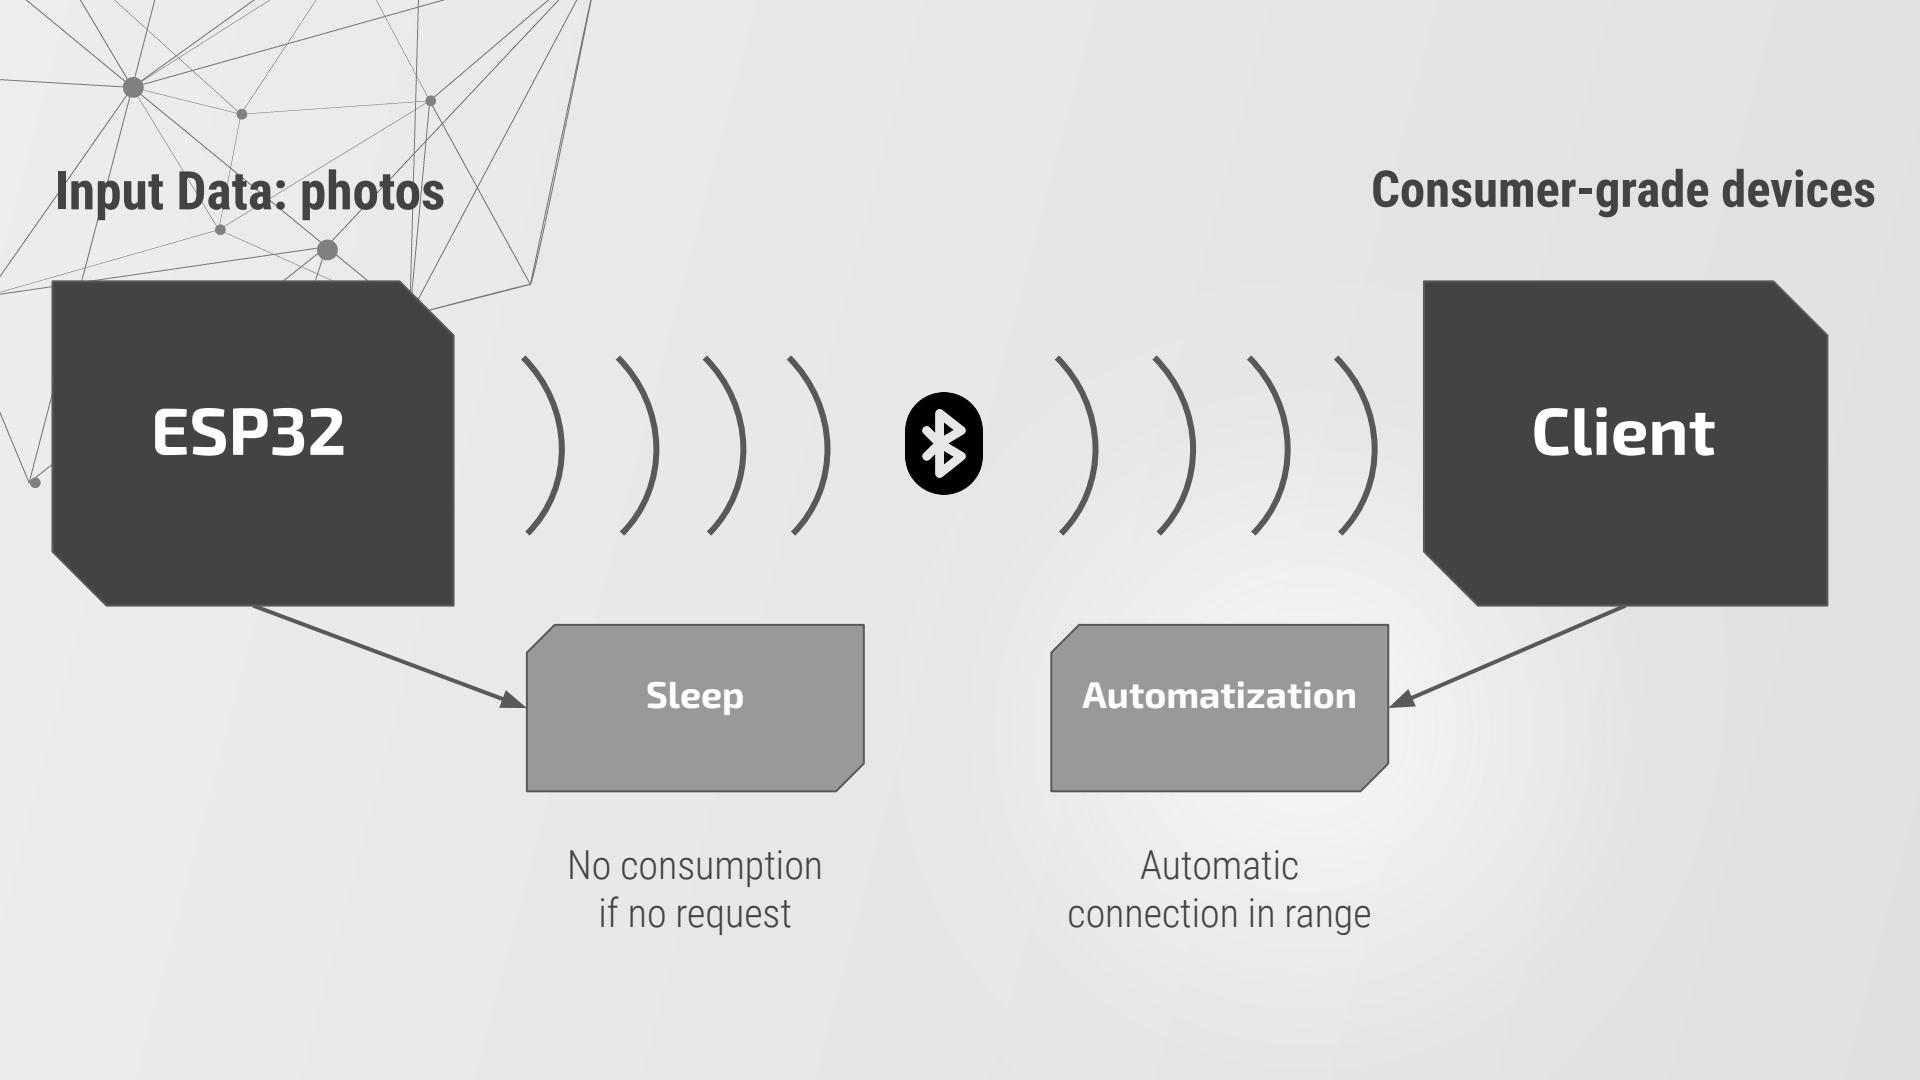 Input Data: photos
Consumer-grade devices
ESP32
Client
Sleep
Automatization
No consumption
if no request
Automatic
connection in range